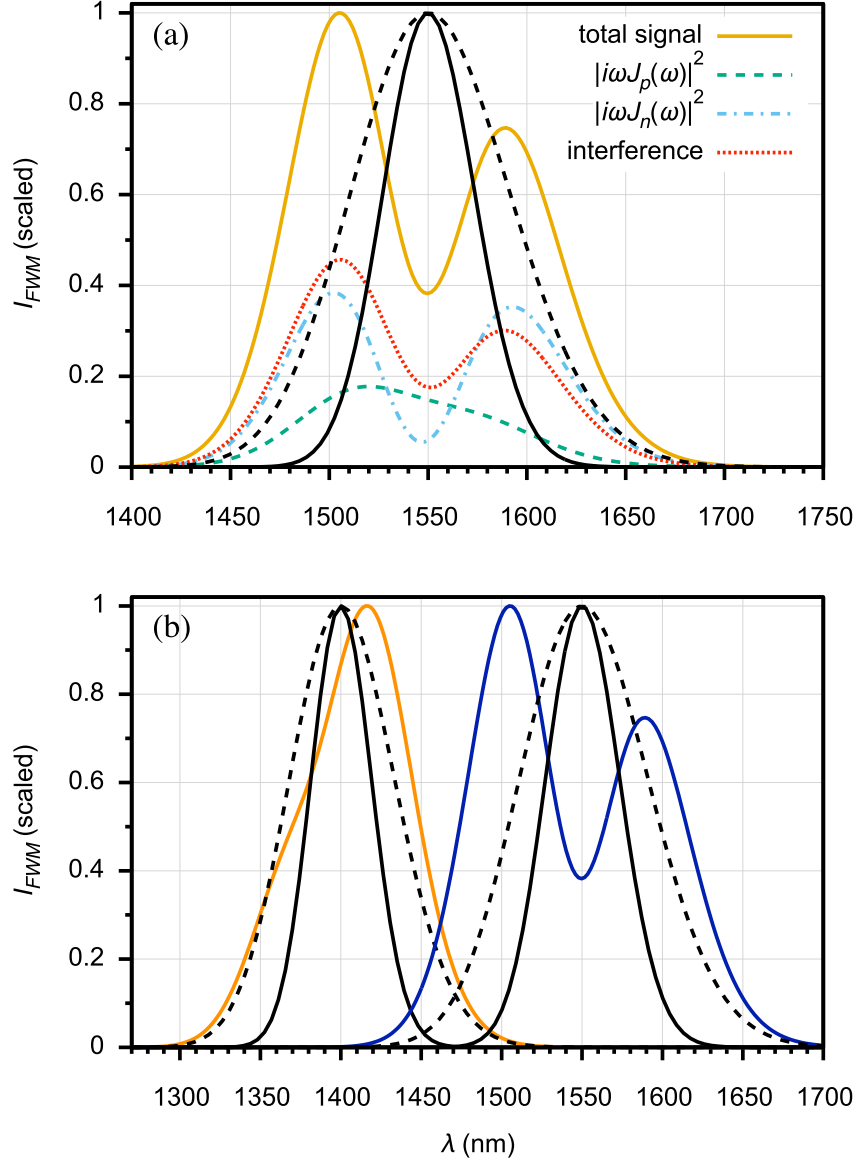 (a)
total signal
|iωJp(ω)|²
|iωJn(ω)|²
interference
I_FWM (scaled)
1
0.8
0.6
0.4
0.2
0
1400 1450 1500 1550 1600 1650 1700 1750
(b)
I_FWM (scaled)
1
0.8
0.6
0.4
0.2
0
1300 1350 1400 1450 1500 1550 1600 1650 1700
λ (nm)